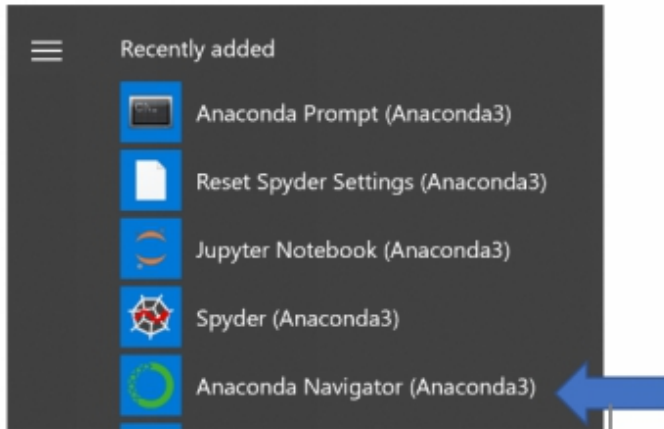 Recently added
Anaconda Prompt (Anaconda3)
Reset Spyder Settings (Anaconda3)
Jupyter Notebook (Anaconda3)
Spyder (Anaconda3)
Anaconda Navigator (Anaconda3)